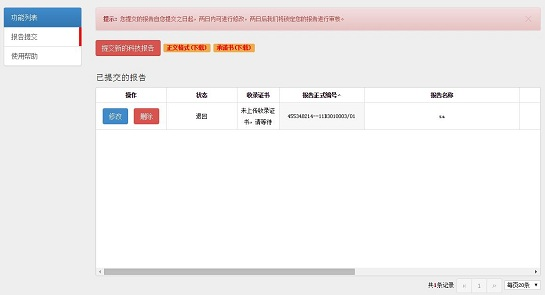 功能列表
报告提交
使用帮助
提示：您提交的报告自您提交之日起，两日内可进行修改，两日后我们将锁定您的报告进行审核。
×
提交新的科技报告 正文格式(下载) 承诺书(下载)
已提交的报告
操作 状态 收录证书 报告正式编号 报告名称
修改 删除 退回 未上传收录证书，请等待 455348214--11B3010003/01
共1条记录 « 1 » 每页20条